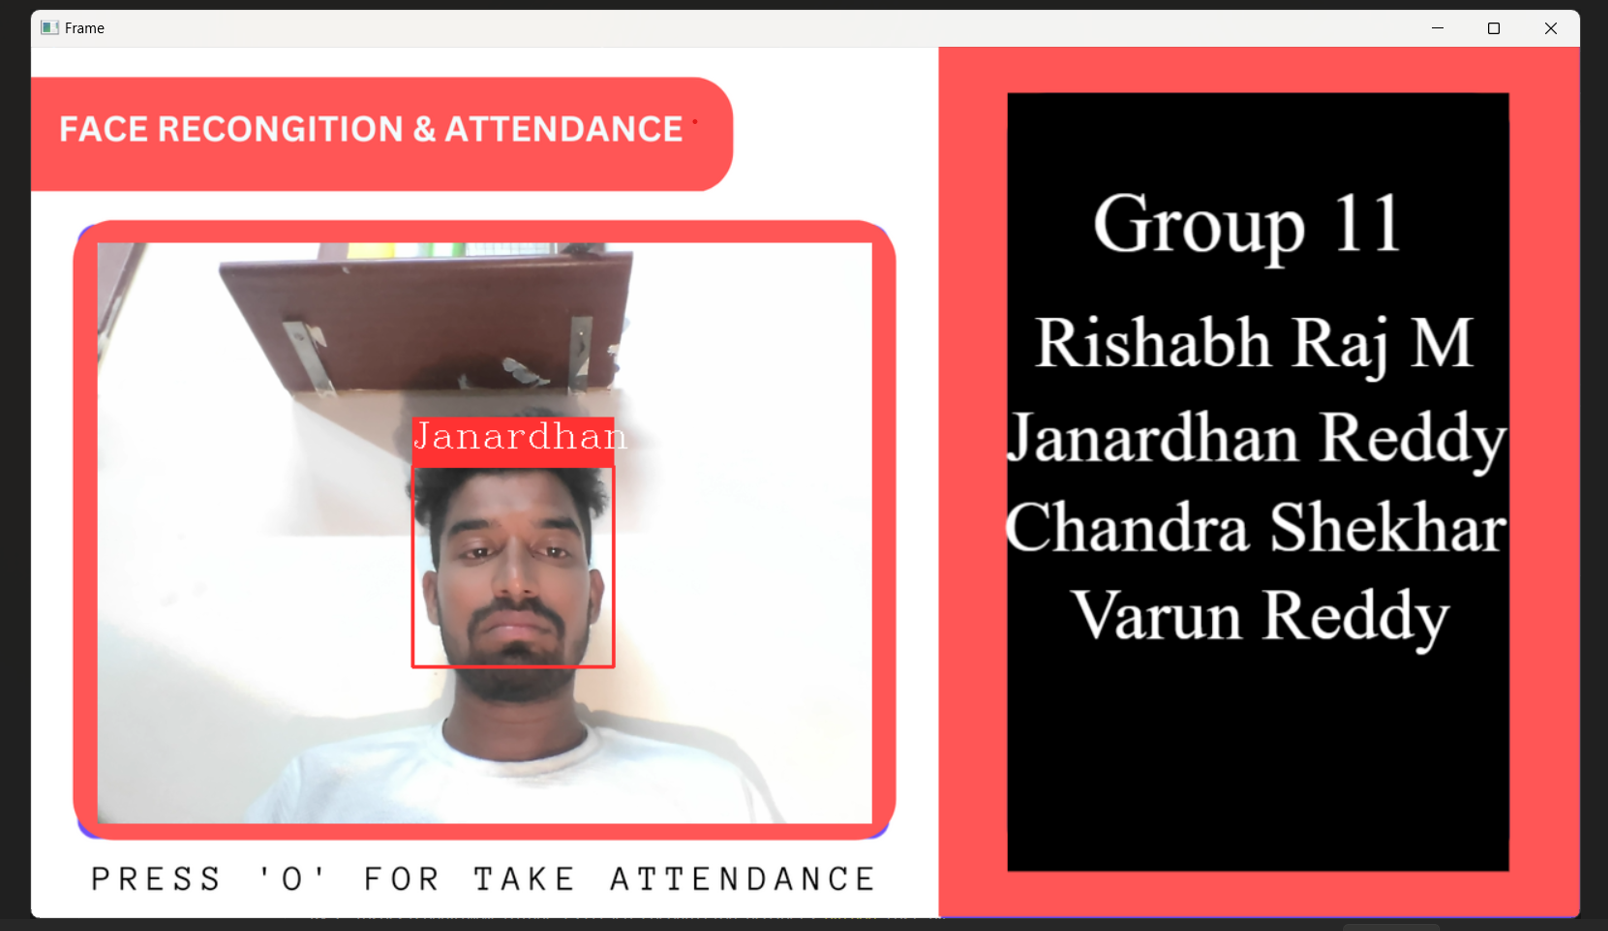 Frame
FACE RECONGITION & ATTENDANCE
Janardhan
PRESS 'O' FOR TAKE ATTENDANCE
Group 11
Rishabh Raj M
Janardhan Reddy
Chandra Shekhar
Varun Reddy